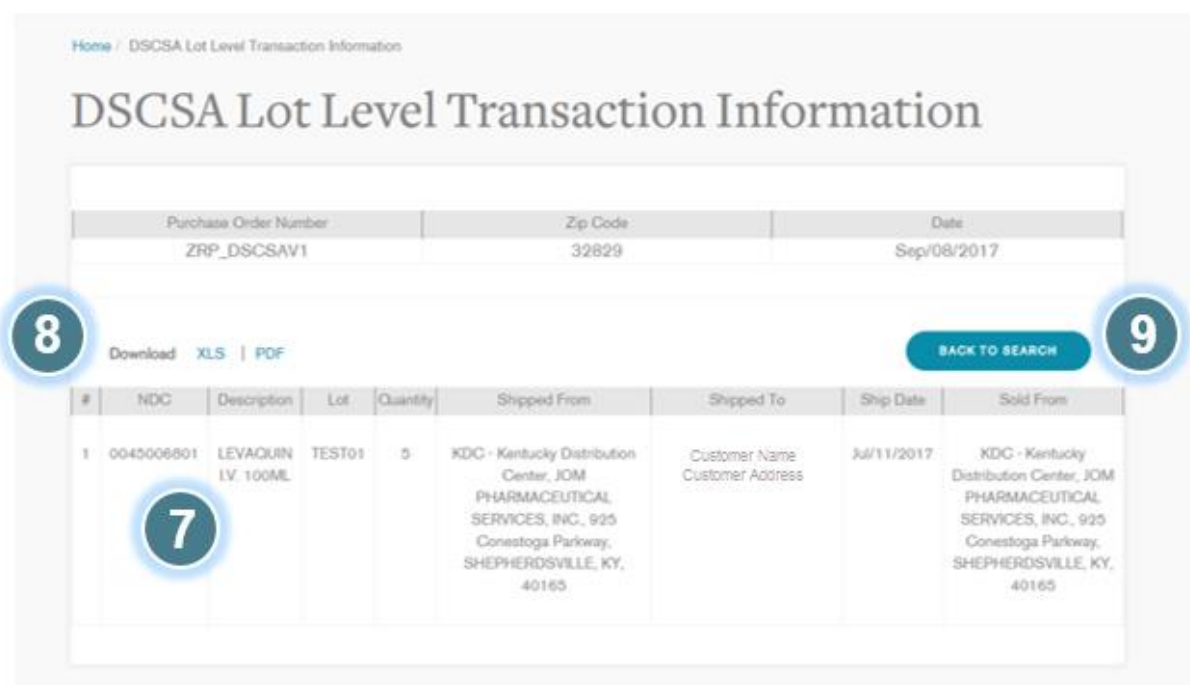 Home / DSCSA Lot Level Transaction Information
DSCSA Lot Level Transaction Information
Purchase Order Number Zip Code Date
ZRP_DSCSAV1 32829 Sep/08/2017
8
9
Download XLS | PDF
BACK TO SEARCH
# NDC Description Lot Quantity Shipped From Shipped To Ship Date Sold From
1 0045006801 LEVAQUIN TEST01 5 KDC - Kentucky Distribution Customer Name Jul/11/2017 KDC - Kentucky
I.V. 100ML Center, JOM Customer Address Distribution Center, JOM
PHARMACEUTICAL PHARMACEUTICAL
7 SERVICES, INC., 925 SERVICES, INC., 925
Conestoga Parkway, Conestoga Parkway,
SHEPHERDSVILLE, KY, SHEPHERDSVILLE, KY,
40165 40165